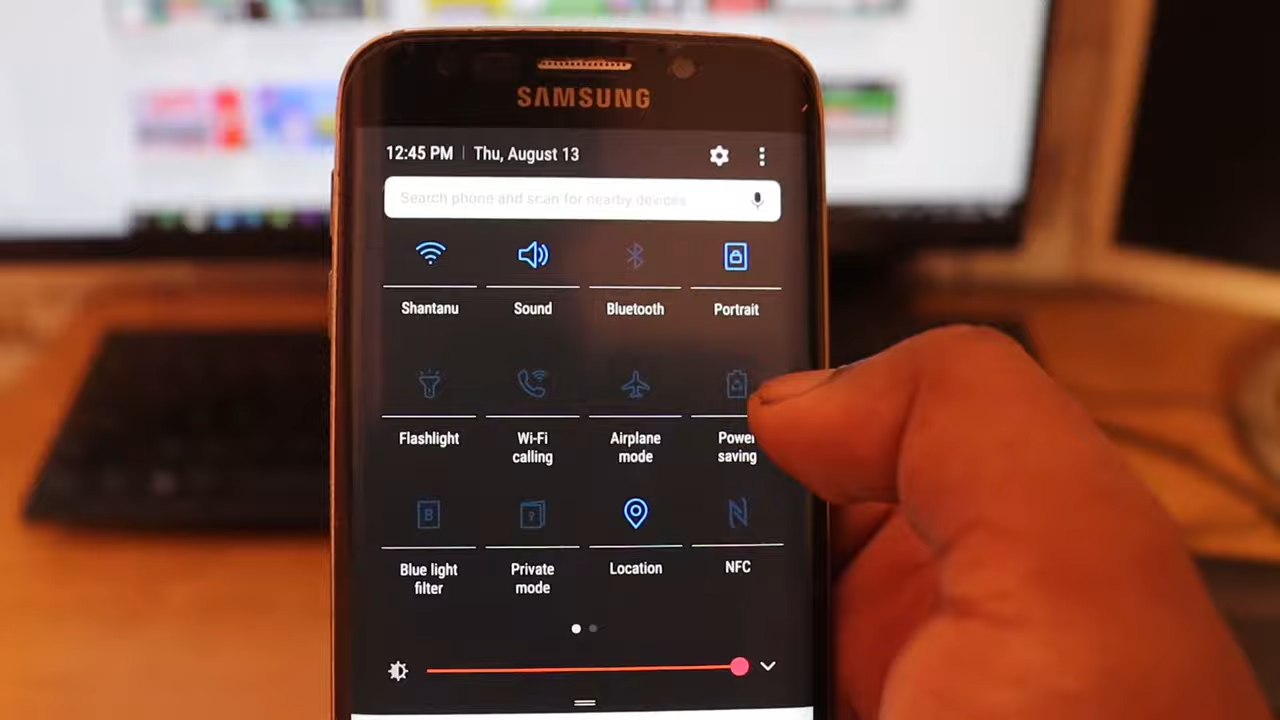 SAMSUNG
12:45 PM | Thu, August 13
Search phone and scan for nearby devices
Shantanu Sound Bluetooth Portrait
Flashlight Wi-Fi calling Airplane mode Power saving
B
Blue light filter Private mode Location NFC